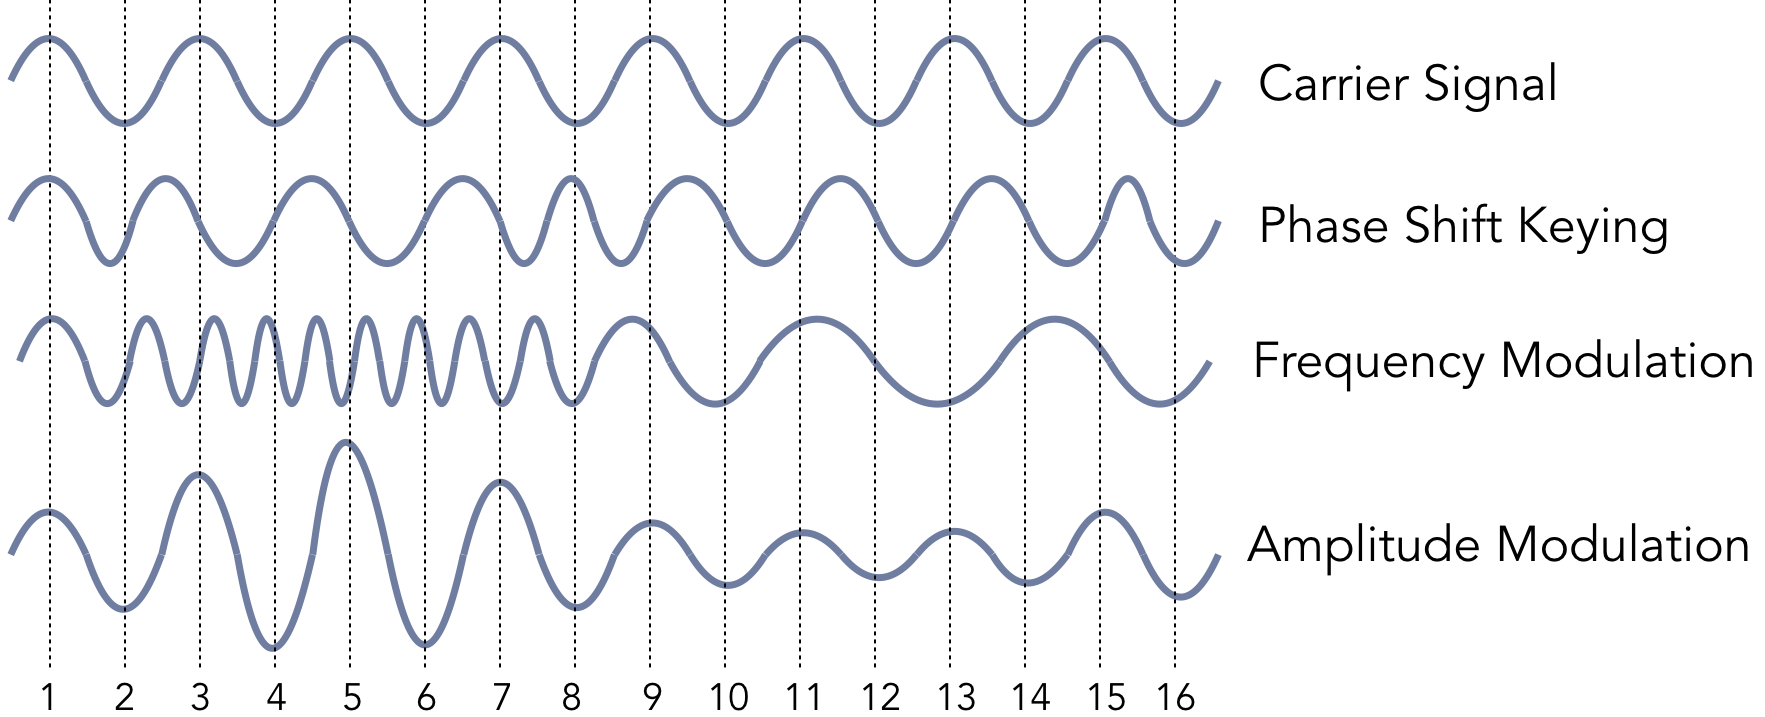 Carrier Signal
Phase Shift Keying
Frequency Modulation
Amplitude Modulation
1 2 3 4 5 6 7 8 9 10 11 12 13 14 15 16